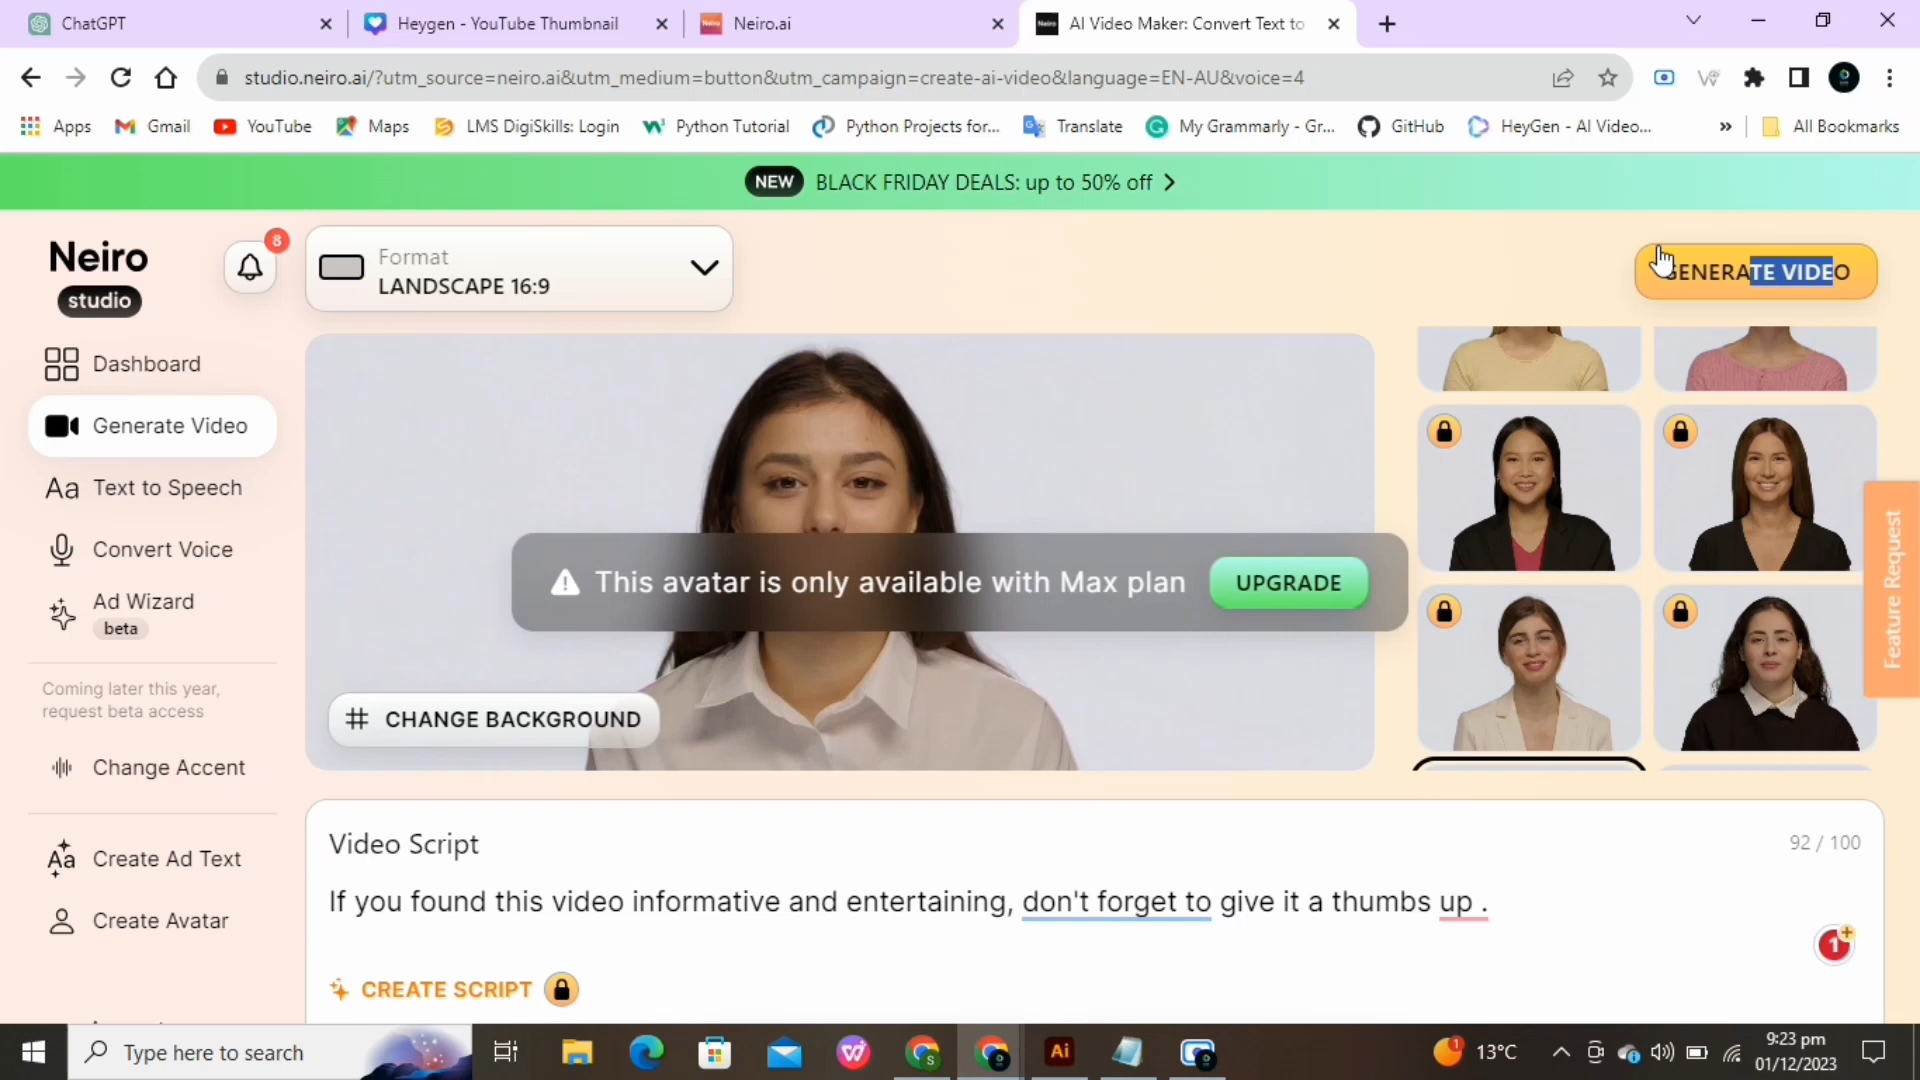 ChatGPT
Heygen - YouTube Thumbnail
Neiro.ai
AI Video Maker: Convert Text to
studio.neiro.ai/?utm_source=neiro.ai&utm_medium=button&utm_campaign=create-ai-video&language=EN-AU&voice=4
Apps
Gmail
YouTube
Maps
LMS DigiSkills: Login
Python Tutorial
Python Projects for...
Translate
My Grammarly - Gr...
GitHub
HeyGen - AI Video...
»
All Bookmarks
NEW BLACK FRIDAY DEALS: up to 50% off
Neiro
studio
8
Format
LANDSCAPE 16:9
GENERATE VIDEO
Dashboard
Generate Video
Aa Text to Speech
Convert Voice
Ad Wizard
beta
Coming later this year,
request beta access
Change Accent
Aa Create Ad Text
Create Avatar
This avatar is only available with Max plan
UPGRADE
CHANGE BACKGROUND
Feature Request
Video Script
92 / 100
If you found this video informative and entertaining, don't forget to give it a thumbs up .
1
CREATE SCRIPT
Type here to search
Ai
1
13°C
9:23 pm
01/12/2023